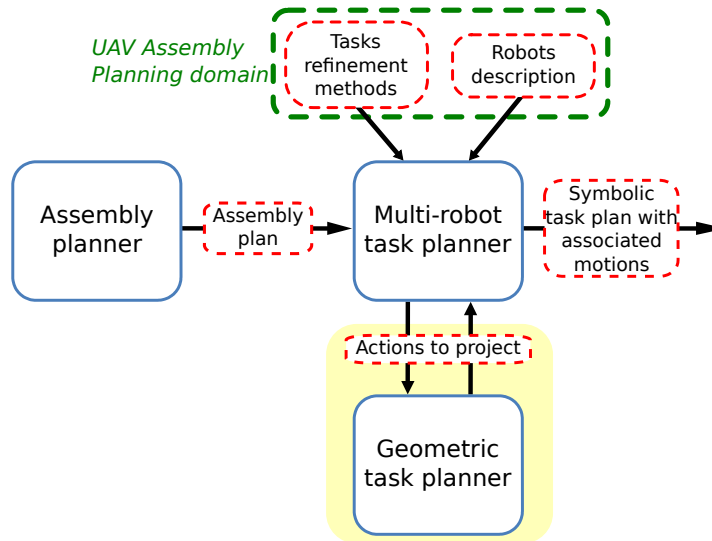 UAV Assembly
Planning domain
Tasks
refinement
methods
Robots
description
Assembly
planner
Assembly
plan
Multi-robot
task planner
Symbolic
task plan with
associated
motions
Actions to project
Geometric
task planner